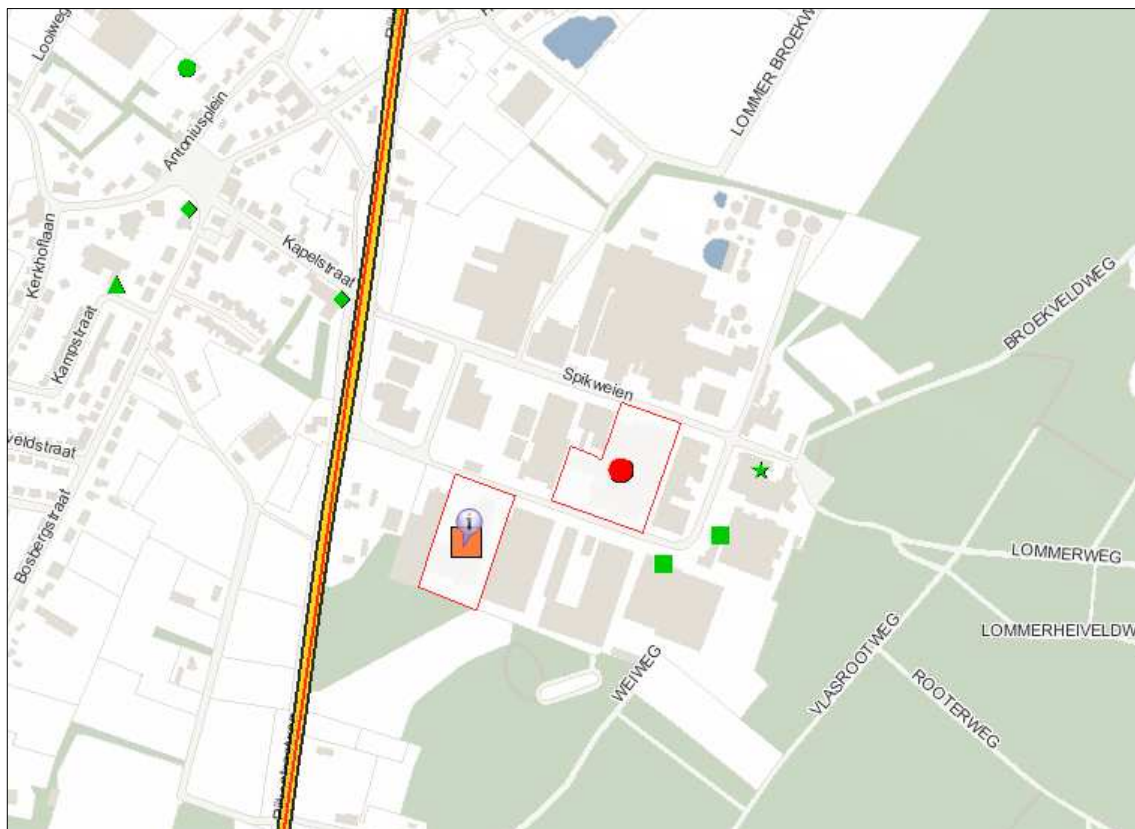 Looiweg
Antoniusplein
LOMMER BROEKW
Kerkhoflaan
Kapelstraat
BROEKVELDWEG
Kampstraat
Spikweien
veldstraat
Bosbergstraat
LOMMERWEG
LOMMERHEIVELDW
WEIWEG
VLASROOTWEG
ROOTERWEG
i